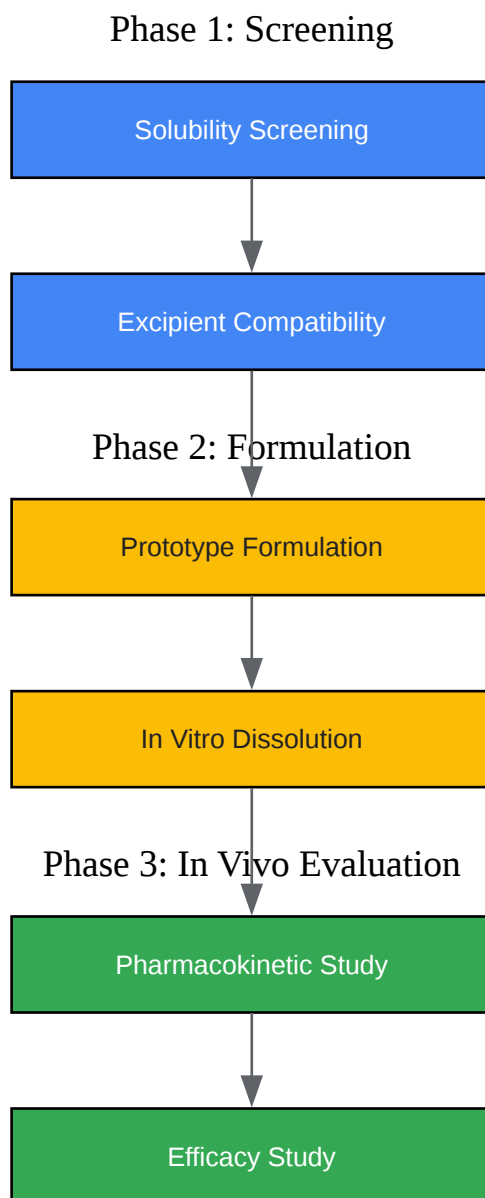 Phase 1: Screening
Solubility Screening
Excipient Compatibility
Phase 2: Formulation
Prototype Formulation
In Vitro Dissolution
Phase 3: In Vivo Evaluation
Pharmacokinetic Study
Efficacy Study